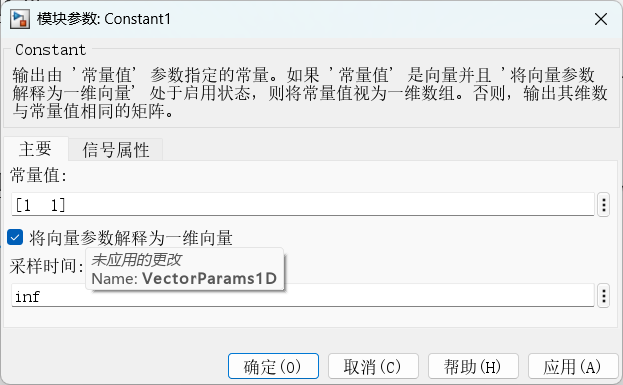 模块参数: Constant1
Constant
输出由 '常量值' 参数指定的常量。如果 '常量值' 是向量并且 '将向量参数
解释为一维向量' 处于启用状态，则将常量值视为一维数组。否则，输出其维数
与常量值相同的矩阵。
主要 信号属性
常量值:
[1  1]
将向量参数解释为一维向量
未应用的更改
采样时间:
Name: VectorParams1D
inf
确定(O) 取消(C) 帮助(H) 应用(A)